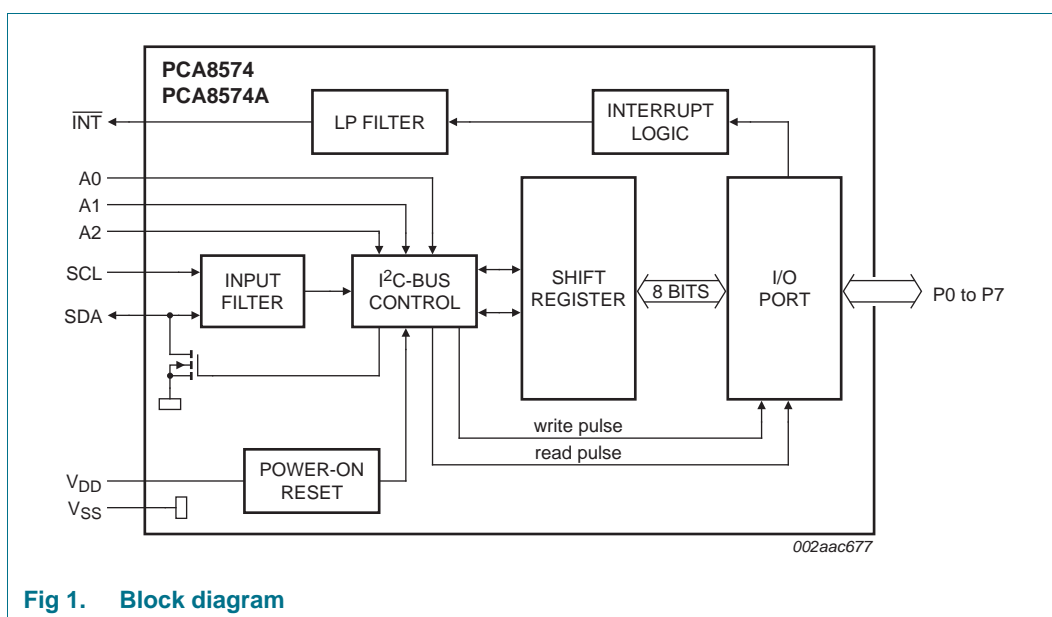 PCA8574
PCA8574A
INT
LP FILTER
INTERRUPT
LOGIC
A0
A1
A2
SCL
SDA
INPUT
FILTER
I²C-BUS
CONTROL
SHIFT
REGISTER
8 BITS
I/O
PORT
P0 to P7
write pulse
read pulse
VDD
VSS
POWER-ON
RESET
002aac677
Fig 1. Block diagram